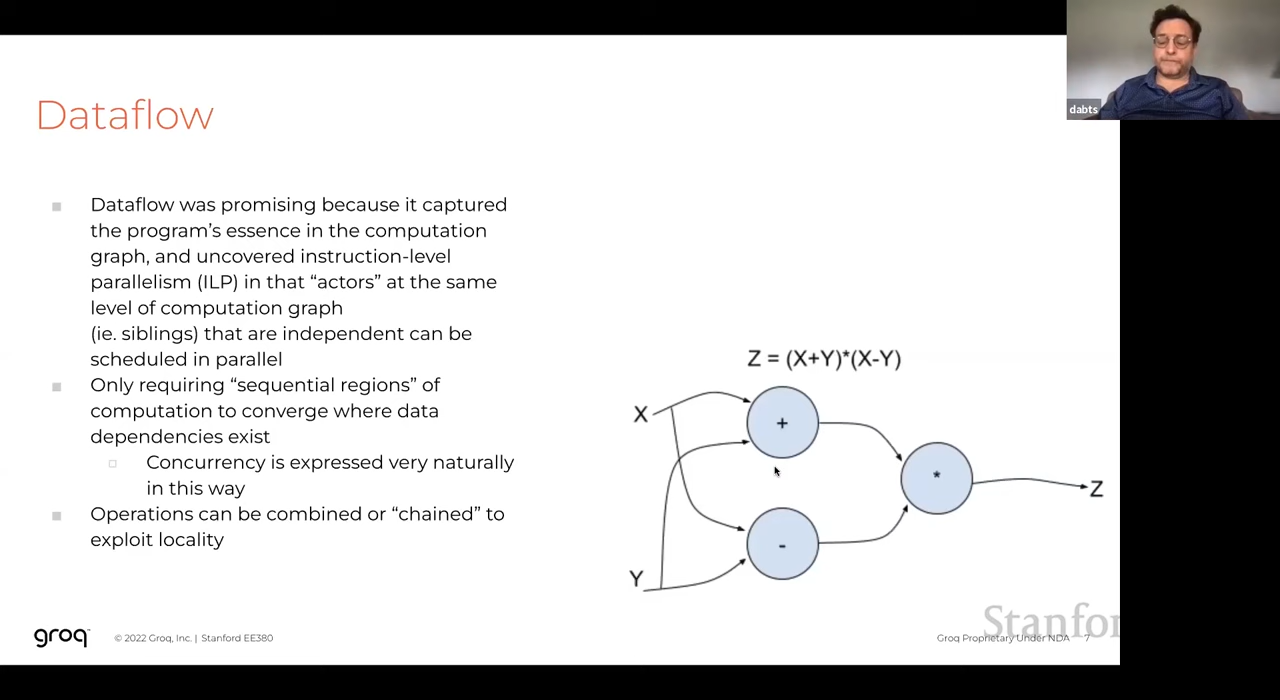 dabts
Dataflow
Dataflow was promising because it captured
the program's essence in the computation
graph, and uncovered instruction-level
parallelism (ILP) in that “actors” at the same
level of computation graph
(ie. siblings) that are independent can be
scheduled in parallel
Only requiring “sequential regions” of
computation to converge where data
dependencies exist
Concurrency is expressed very naturally
in this way
Operations can be combined or “chained” to
exploit locality
Z = (X+Y)*(X-Y)
X
+
*
Z
-
Y
groq
© 2022 Groq, Inc. | Stanford EE380
Stanfor
Groq Proprietary Under NDA 7